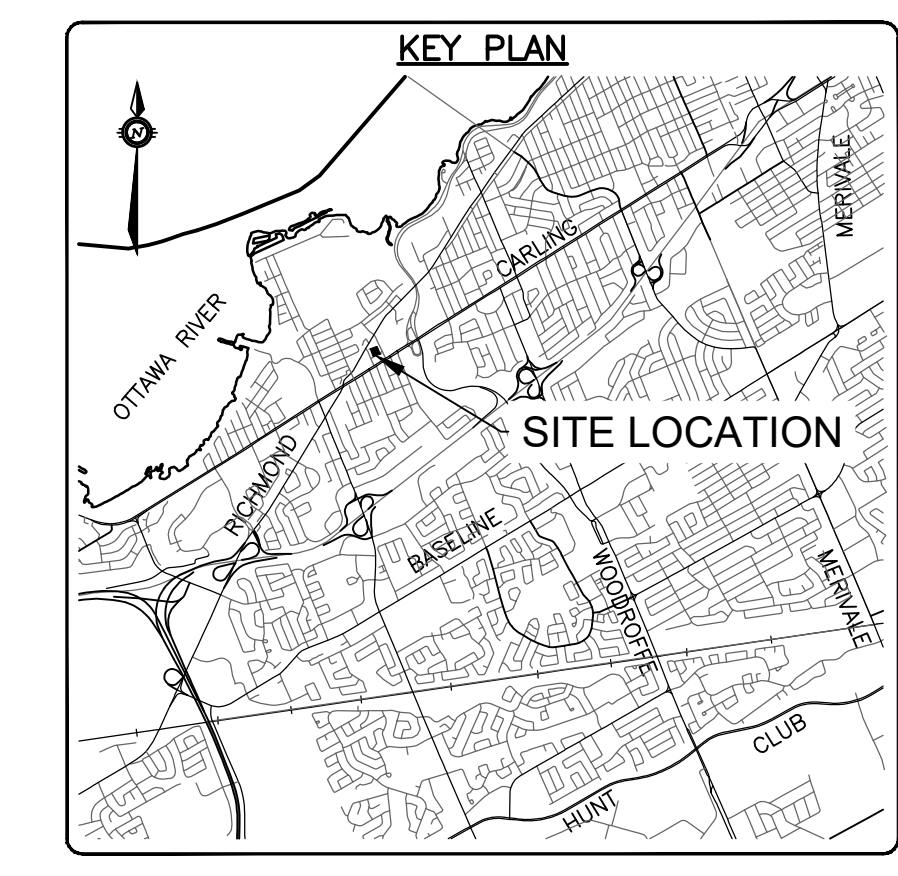 KEY PLAN
N
MERIVALE
CARLING
OTTAWA RIVER
SITE LOCATION
RICHMOND
BASELINE
WOODROFFE
MERIVALE
CLUB
HUNT